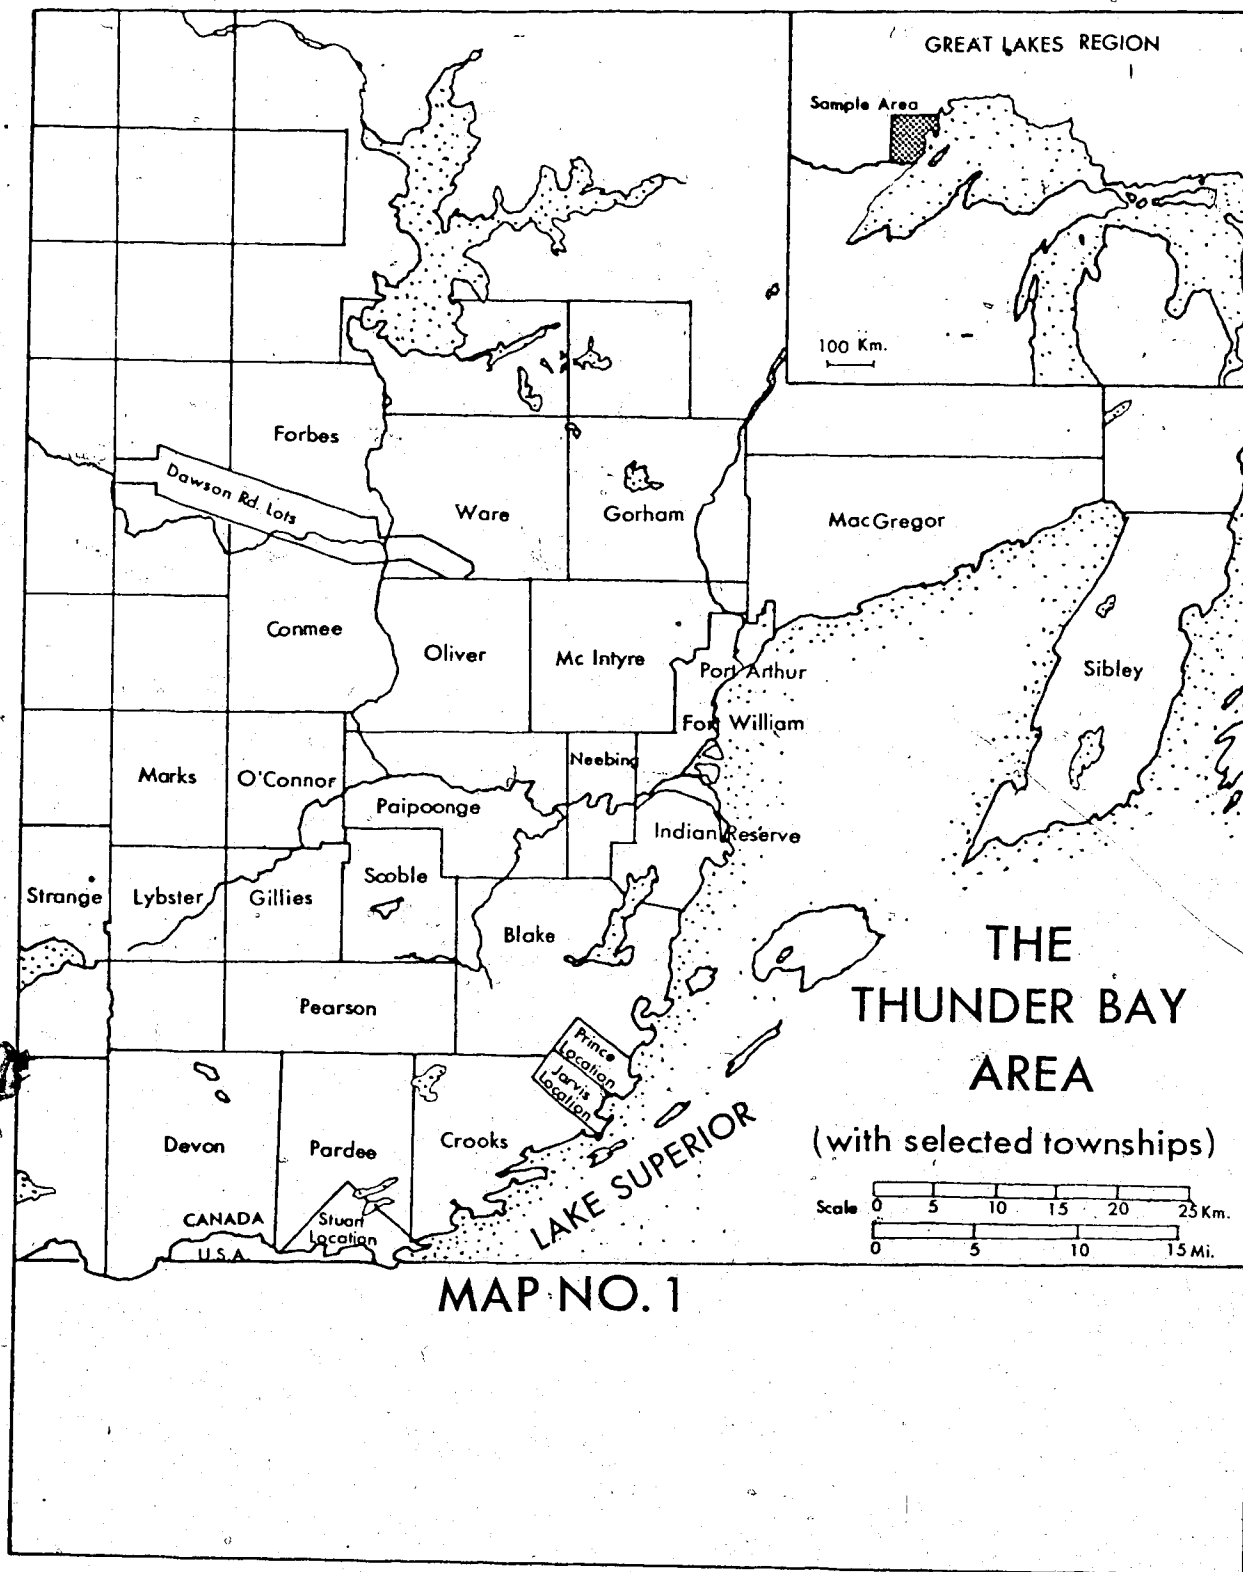 GREAT LAKES REGION
Sample Area
100 Km.
Forbes
Dawson Rd. Lots
Ware
Gorham
MacGregor
Conmee
Oliver
Mc Intyre
Port Arthur
Sibley
Fort William
Marks
O'Connor
Neebing
Paipoonge
Indian Reserve
Strange
Lybster
Gillies
Scoble
Blake
THE
THUNDER BAY
AREA
(with selected townships)
Pearson
Prince
Location
Jarvis
Location
Devon
Pardee
Crooks
LAKE SUPERIOR
CANADA
U.S.A.
Stuart
Location
Scale 0 5 10 15 20 25 Km.
0 5 10 15 Mi.
MAP NO. 1